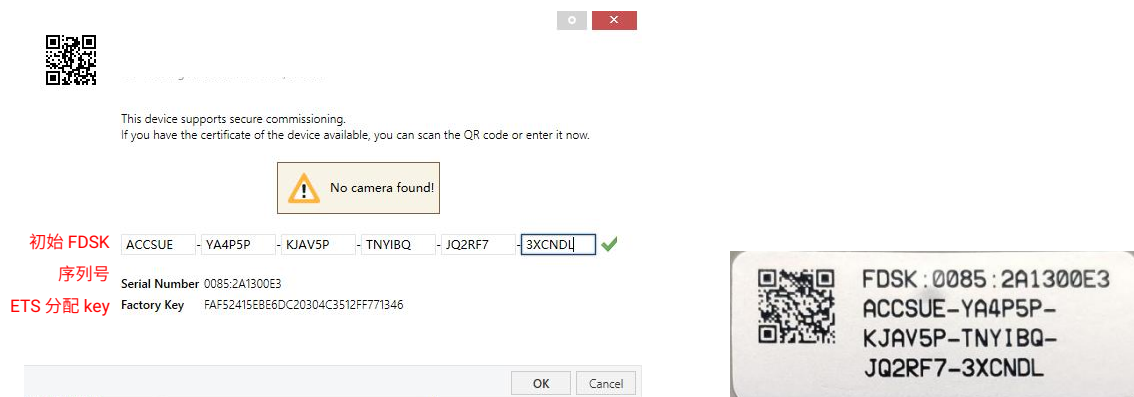 This device supports secure commissioning.
If you have the certificate of the device available, you can scan the QR code or enter it now.
No camera found!
初始 FDSK ACCSUE - YA4P5P - KJAV5P - TNYIBQ - JQ2RF7 - 3XCNDL
序列号 Serial Number 0085:2A1300E3
ETS 分配 key Factory Key FAF52415EBE6DC20304C3512FF771346
OK Cancel
FDSK:0085:2A1300E3
ACCSUE-YA4P5P-
KJAV5P-TNYIBQ-
JQ2RF7-3XCNDL